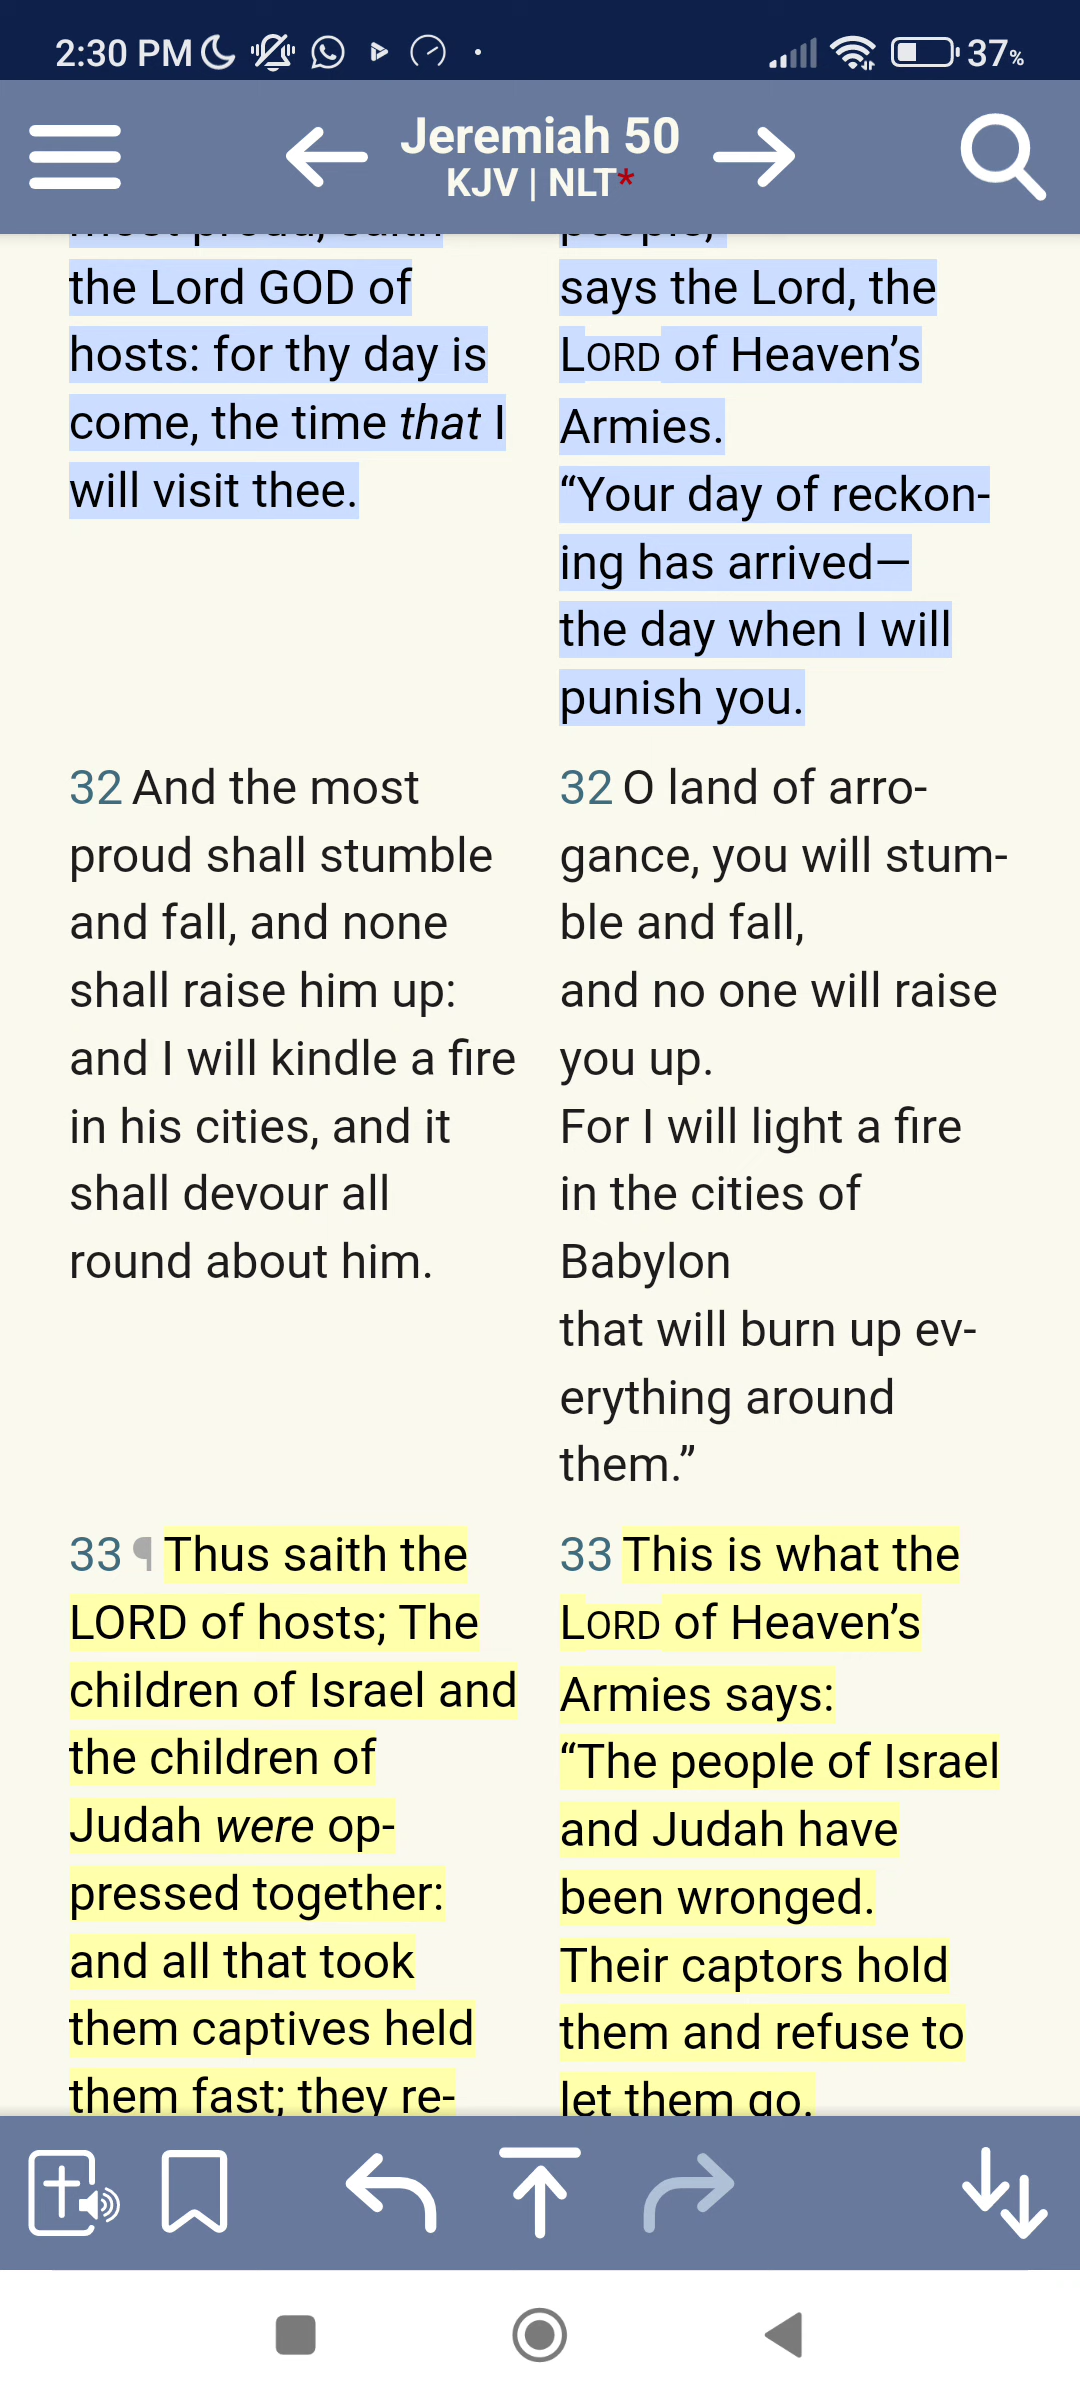 2:30 PM 37%
Jeremiah 50
KJV | NLT*
most proud, saith
the Lord GOD of
hosts: for thy day is
come, the time that I
will visit thee.
people,”
says the Lord, the
LORD of Heaven’s
Armies.
“Your day of reckon-
ing has arrived—
the day when I will
punish you.
32 And the most
proud shall stumble
and fall, and none
shall raise him up:
and I will kindle a fire
in his cities, and it
shall devour all
round about him.
32 O land of arro-
gance, you will stum-
ble and fall,
and no one will raise
you up.
For I will light a fire
in the cities of
Babylon
that will burn up ev-
erything around
them.”
33 ¶ Thus saith the
LORD of hosts; The
children of Israel and
the children of
Judah were op-
pressed together:
and all that took
them captives held
them fast; they re-
33 This is what the
LORD of Heaven’s
Armies says:
“The people of Israel
and Judah have
been wronged.
Their captors hold
them and refuse to
let them go.